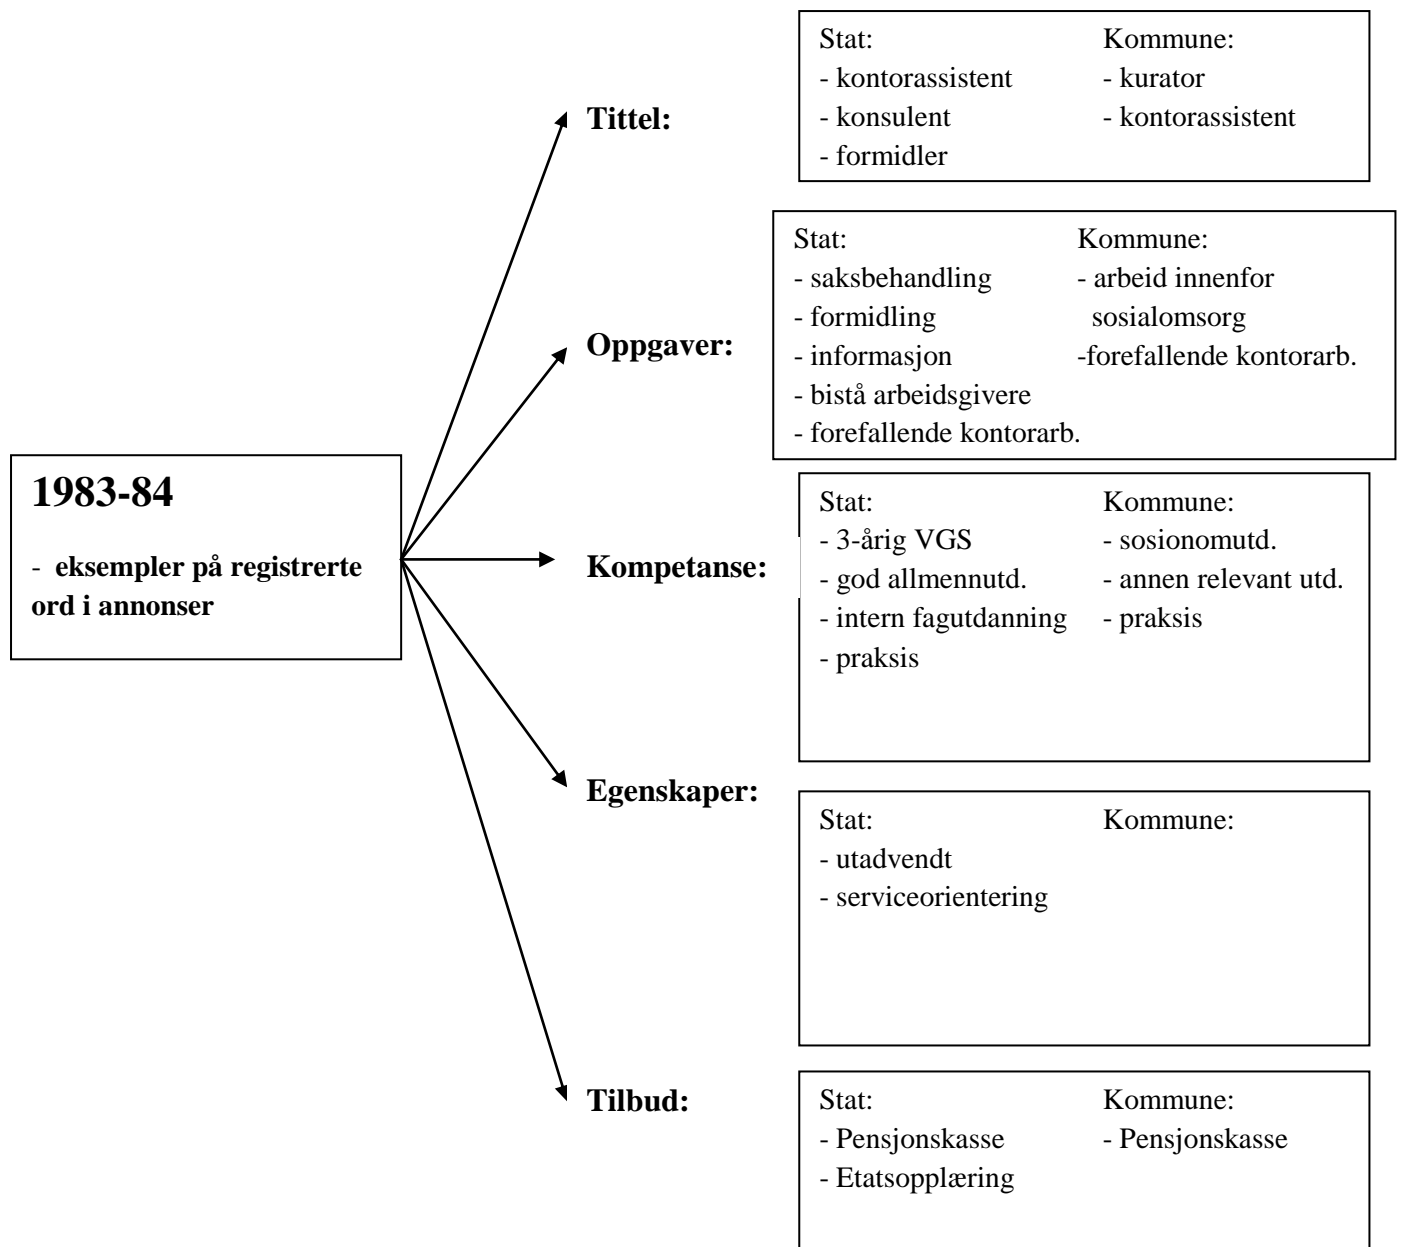 Stat: Kommune:
- kontorassistent - kurator
- konsulent - kontorassistent
- formidler
Tittel:
Stat: Kommune:
- saksbehandling - arbeid innenfor
- formidling sosialomsorg
- informasjon -forefallende kontorarb.
- bistå arbeidsgivere
- forefallende kontorarb.
Oppgaver:
1983-84
- eksempler på registrerte
ord i annonser
Stat: Kommune:
- 3-årig VGS - sosionomutd.
- god allmennutd. - annen relevant utd.
- intern fagutdanning - praksis
- praksis
Kompetanse:
Egenskaper:
Stat: Kommune:
- utadvendt
- serviceorientering
Tilbud:
Stat: Kommune:
- Pensjonskasse - Pensjonskasse
- Etatsopplæring